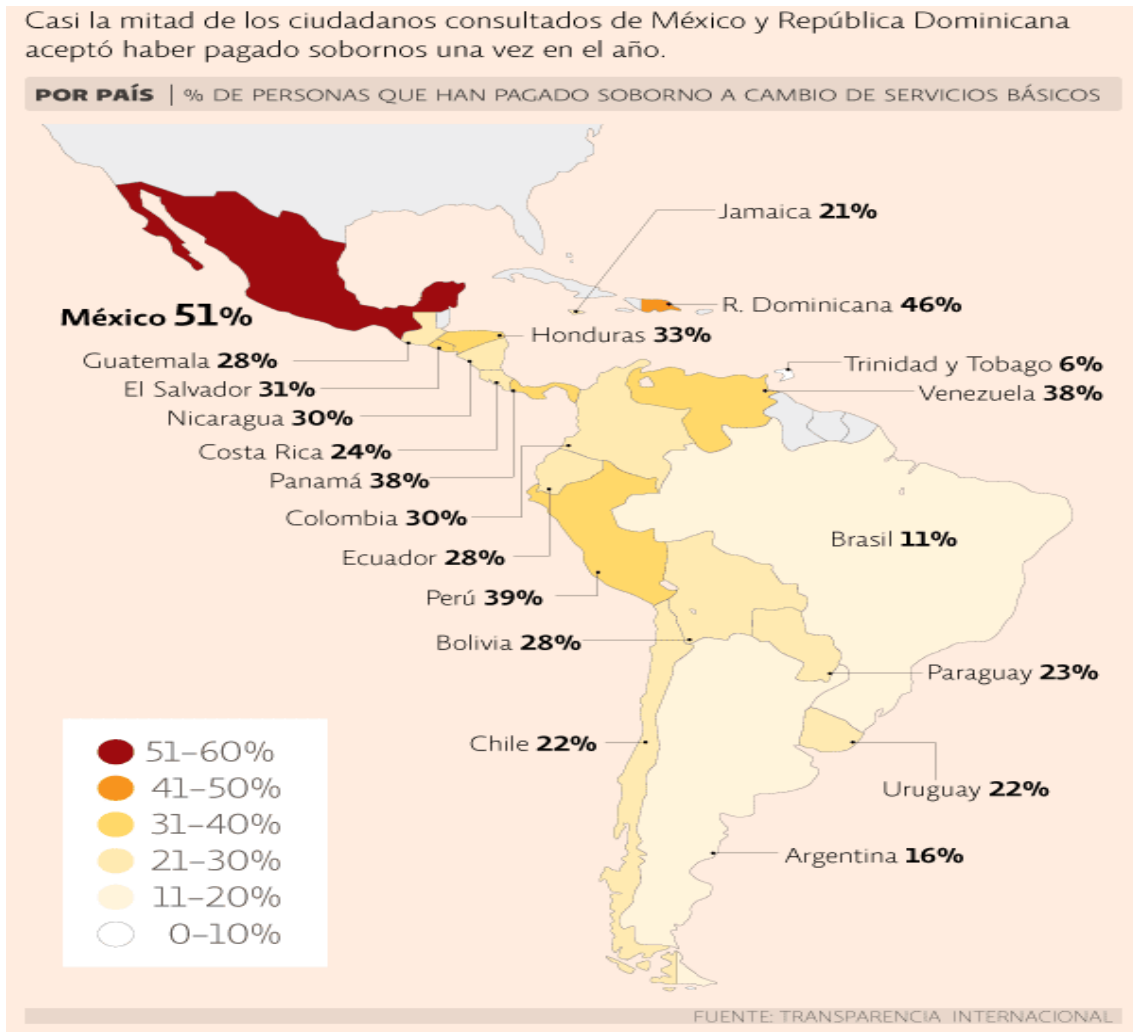 Casi la mitad de los ciudadanos consultados de México y República Dominicana
aceptó haber pagado sobornos una vez en el año.
POR PAÍS | % DE PERSONAS QUE HAN PAGADO SOBORNO A CAMBIO DE SERVICIOS BÁSICOS
Jamaica 21%
R. Dominicana 46%
México 51%
Honduras 33%
Guatemala 28%
Trinidad y Tobago 6%
El Salvador 31%
Venezuela 38%
Nicaragua 30%
Costa Rica 24%
Panamá 38%
Colombia 30%
Brasil 11%
Ecuador 28%
Perú 39%
Bolivia 28%
Paraguay 23%
Chile 22%
Uruguay 22%
Argentina 16%
51–60%
41–50%
31–40%
21–30%
11–20%
0–10%
FUENTE: TRANSPARENCIA INTERNACIONAL